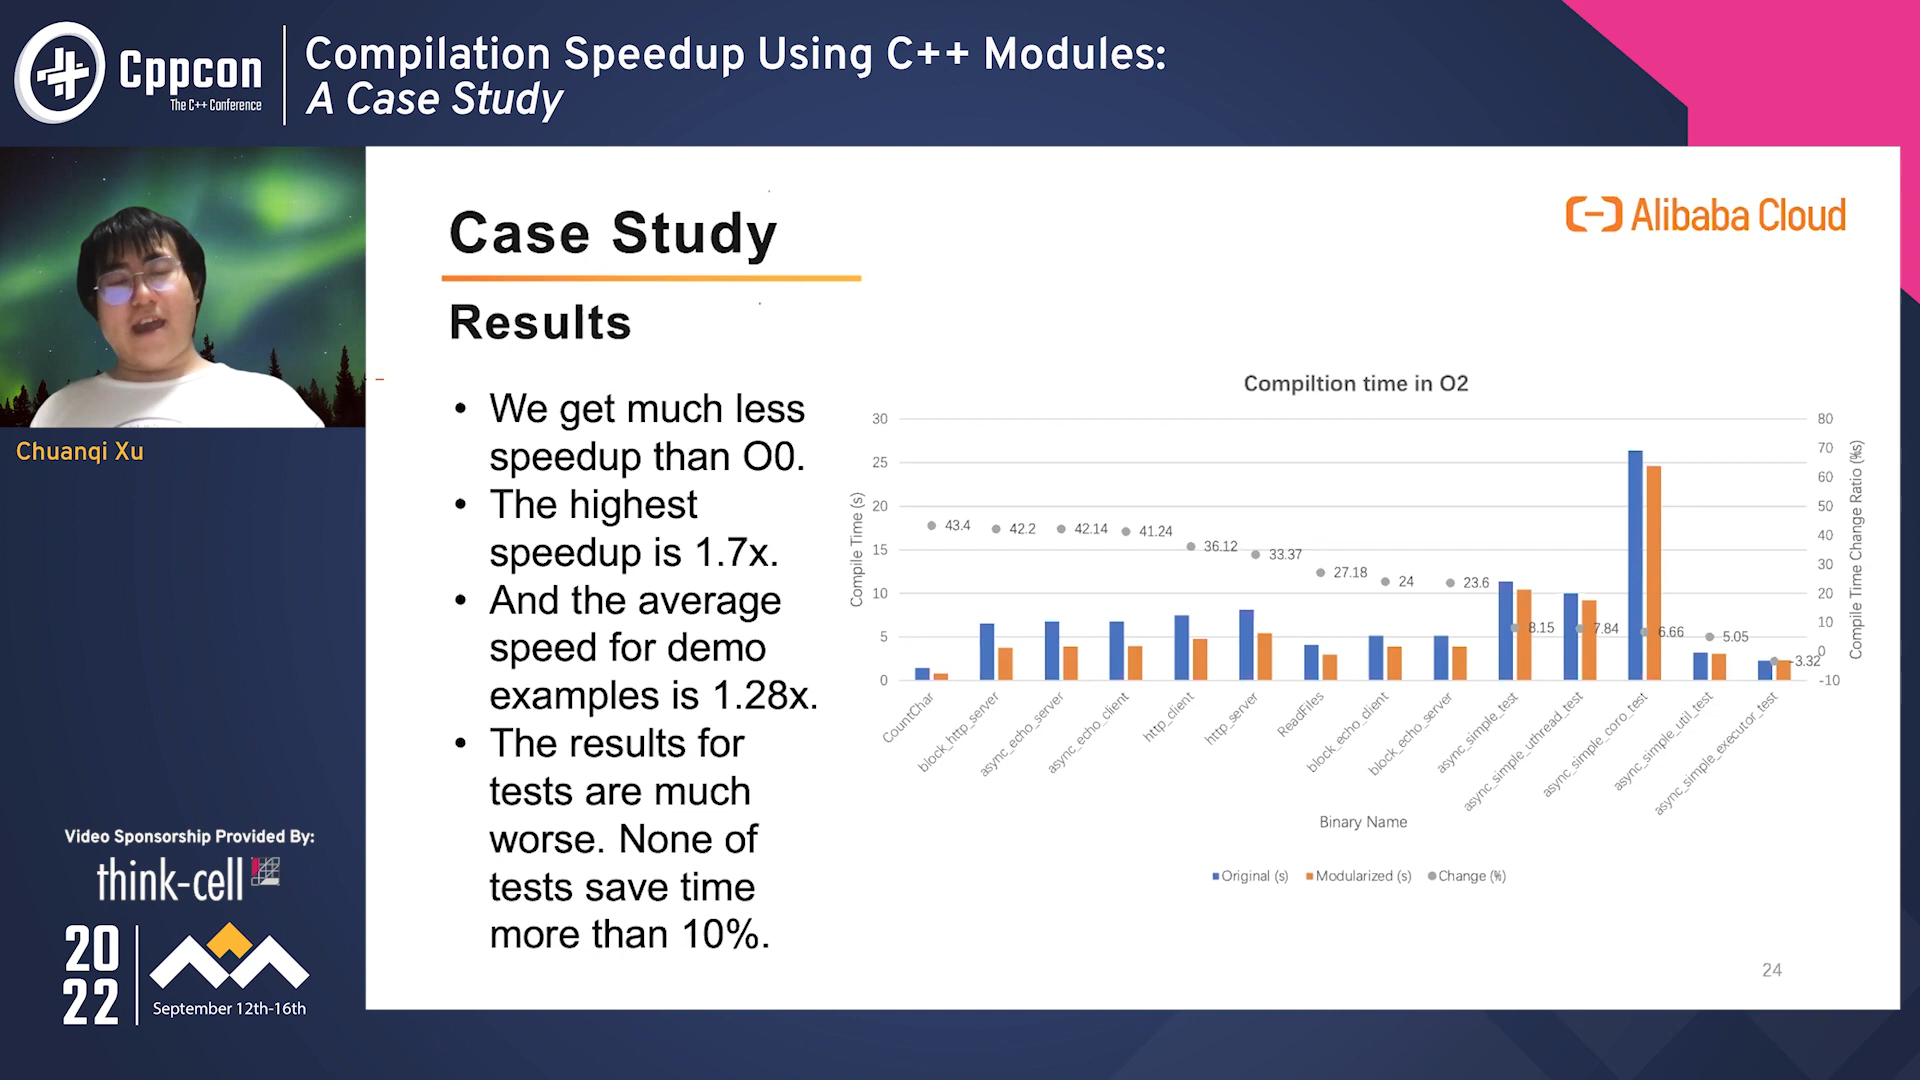 Cppcon
The C++ Conference
Compilation Speedup Using C++ Modules:
A Case Study
Chuanqi Xu
Video Sponsorship Provided By:
think-cell
20
22
September 12th-16th
Alibaba Cloud
Case Study
Results
• We get much less
speedup than O0.
• The highest
speedup is 1.7x.
• And the average
speed for demo
examples is 1.28x.
• The results for
tests are much
worse. None of
tests save time
more than 10%.
Compiltion time in O2
30
25
20
15
10
5
0
Compile Time (s)
80
70
60
50
40
30
20
10
0
-10
Compile Time Change Ratio (%s)
43.4
42.2
42.14
41.24
36.12
33.37
27.18
24
23.6
8.15
7.84
6.66
5.05
-3.32
CountChar
block_http_server
async_echo_server
async_echo_client
http_client
http_server
ReadFiles
block_echo_client
block_echo_server
async_simple_test
async_simple_uthread_test
async_simple_coro_test
async_simple_util_test
async_simple_executor_test
Binary Name
Original (s) Modularized (s) Change (%)
24